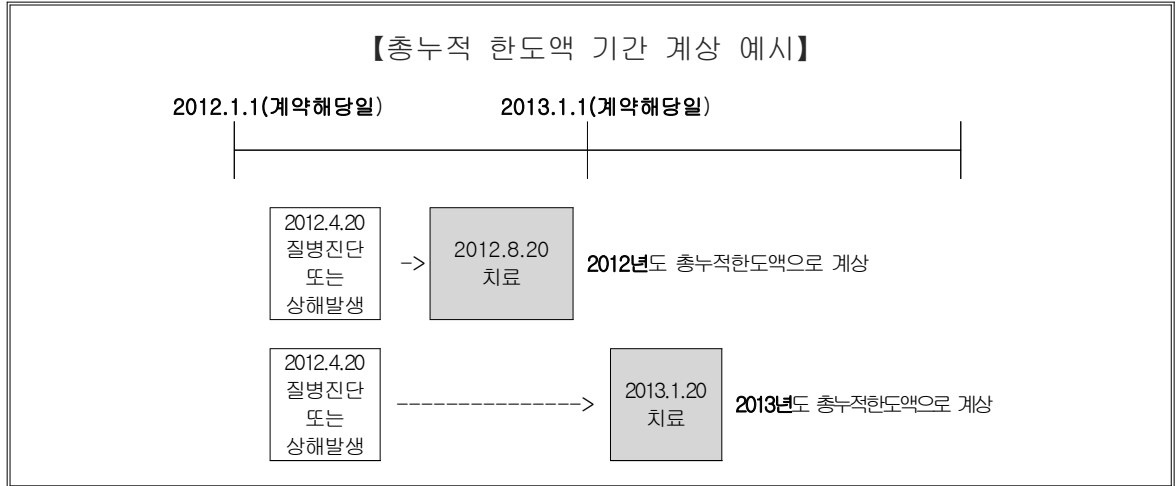 【총누적 한도액 기간 계상 예시】
2012.1.1(계약해당일) 2013.1.1(계약해당일)
2012.4.20
질병진단
또는
상해발생
->
2012.8.20
치료
2012년도 총누적한도액으로 계상
2012.4.20
질병진단
또는
상해발생
--------------->
2013.1.20
치료
2013년도 총누적한도액으로 계상